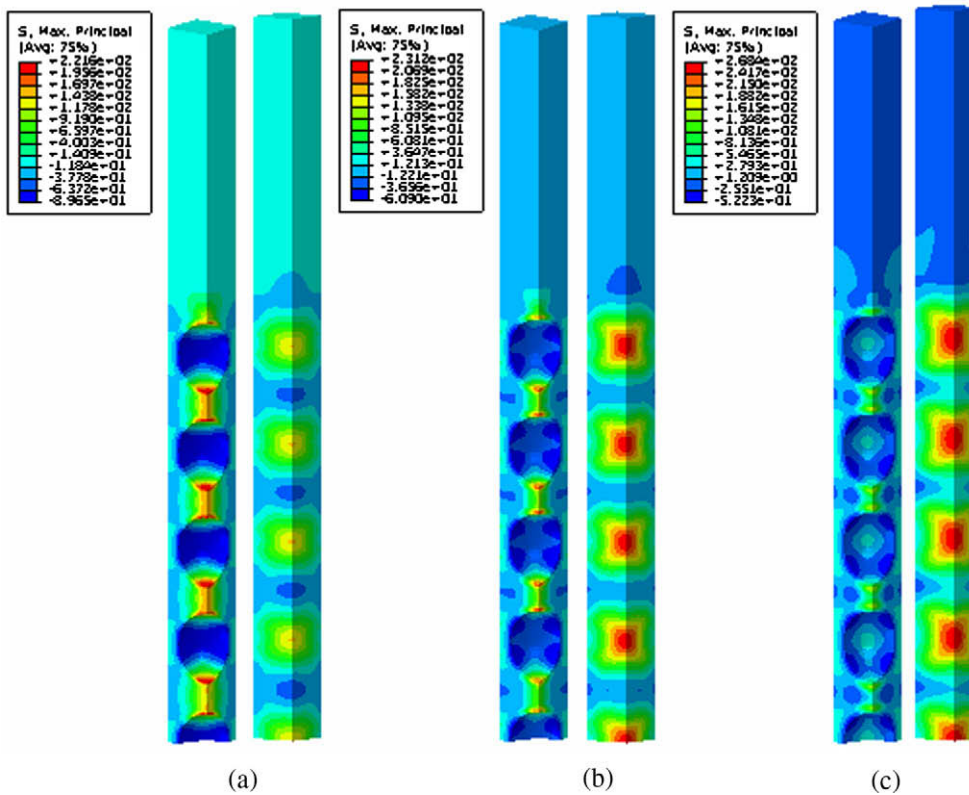 S, Max. Principal
(Avg: 75%)
+2.216e+02
+1.956e+02
+1.697e+02
+1.438e+02
+1.178e+02
+9.190e+01
+6.597e+01
+4.003e+01
+1.409e+01
-1.184e+01
-3.778e+01
-6.372e+01
-8.965e+01
S, Max. Principal
(Avg: 75%)
+2.312e+02
+2.069e+02
+1.825e+02
+1.582e+02
+1.338e+02
+1.095e+02
+8.515e+01
+6.081e+01
+3.647e+01
+1.213e+01
-1.221e+01
-3.656e+01
-6.090e+01
S, Max. Principal
(Avg: 75%)
+2.684e+02
+2.417e+02
+2.150e+02
+1.882e+02
+1.615e+02
+1.348e+02
+1.081e+02
+8.136e+01
+5.465e+01
+2.793e+01
+1.209e+00
-2.551e+01
-5.223e+01
(a)
(b)
(c)